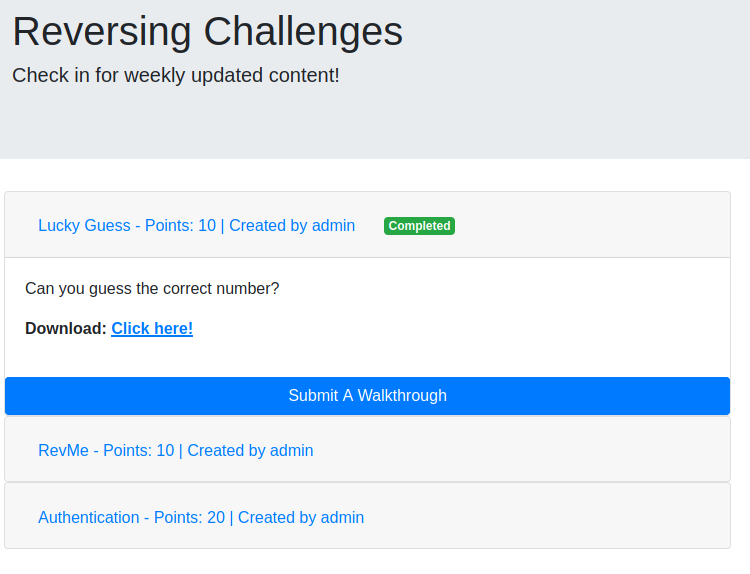 Reversing Challenges
Check in for weekly updated content!
Lucky Guess - Points: 10 | Created by admin Completed
Can you guess the correct number?
Download: Click here!
Submit A Walkthrough
RevMe - Points: 10 | Created by admin
Authentication - Points: 20 | Created by admin